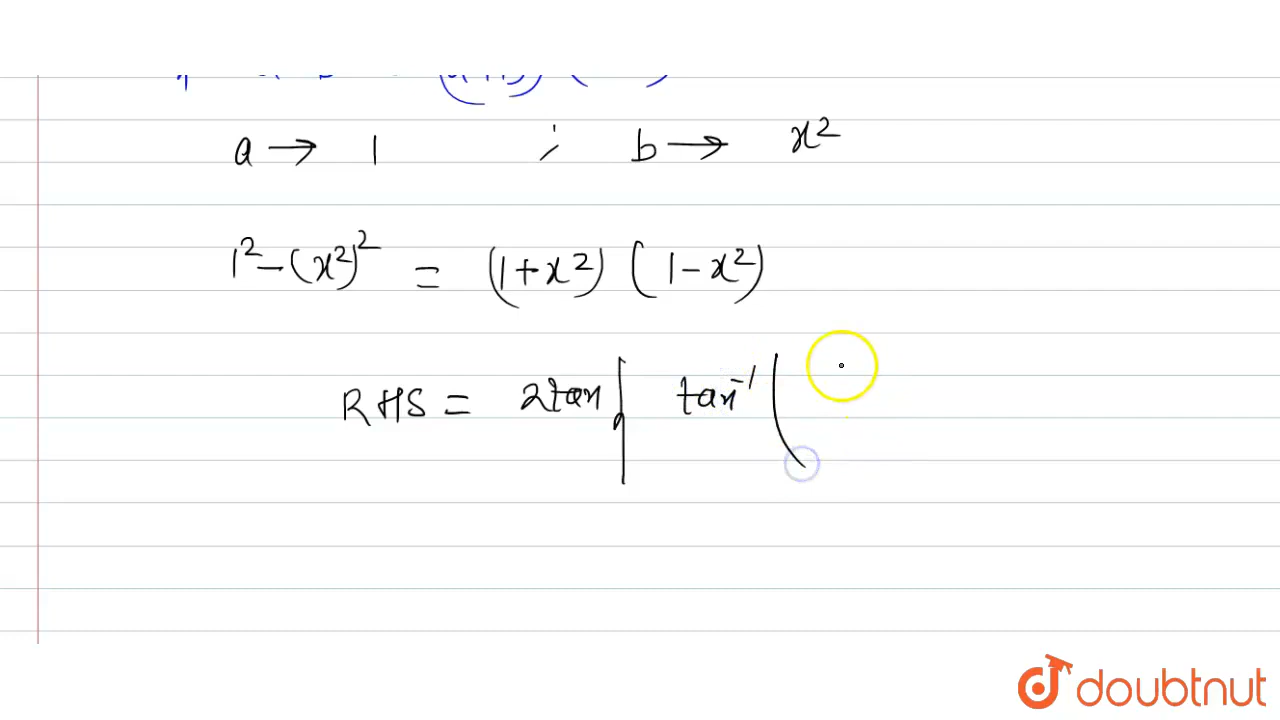 a → 1 ; b → x²
1² - (x²)² = (1+x²) (1-x²)
RHS = 2tan| tan⁻¹(
doubtnut